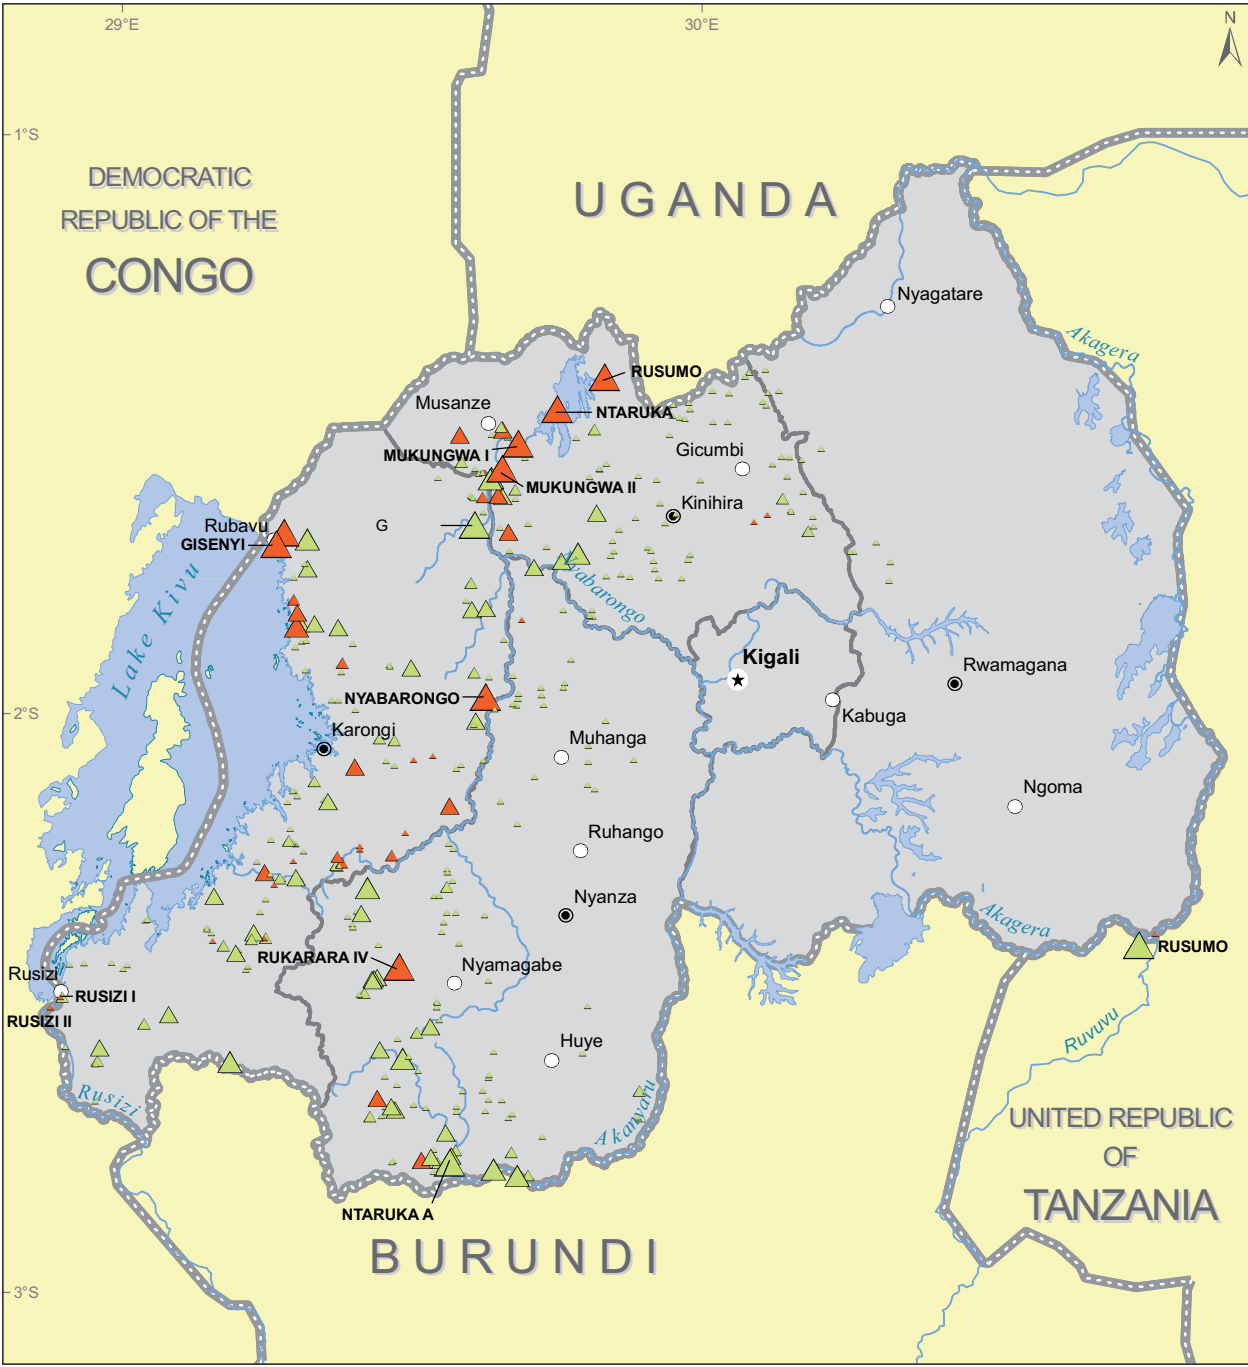 29°E
30°E
N
1°S
DEMOCRATIC
REPUBLIC OF THE
CONGO
UGANDA
Nyagatare
Akagera
RUSUMO
NTARUKA
Musanze
MUKUNGWA I
Gicumbi
MUKUNGWA II
Kinihira
G
Rubavu
GISENYI
Lake Kivu
yabarongo
Kigali
Rwamagana
NYABARONGO
Kabuga
2°S
Karongi
Muhanga
Ngoma
Ruhango
Nyanza
Akagera
RUSUMO
RUKARARA IV
Nyamagabe
Rusizi
RUSIZI I
RUSIZI II
Ruvuvu
Huye
Rusizi
Akanyaru
UNITED REPUBLIC
OF
TANZANIA
NTARUKA A
BURUNDI
3°S